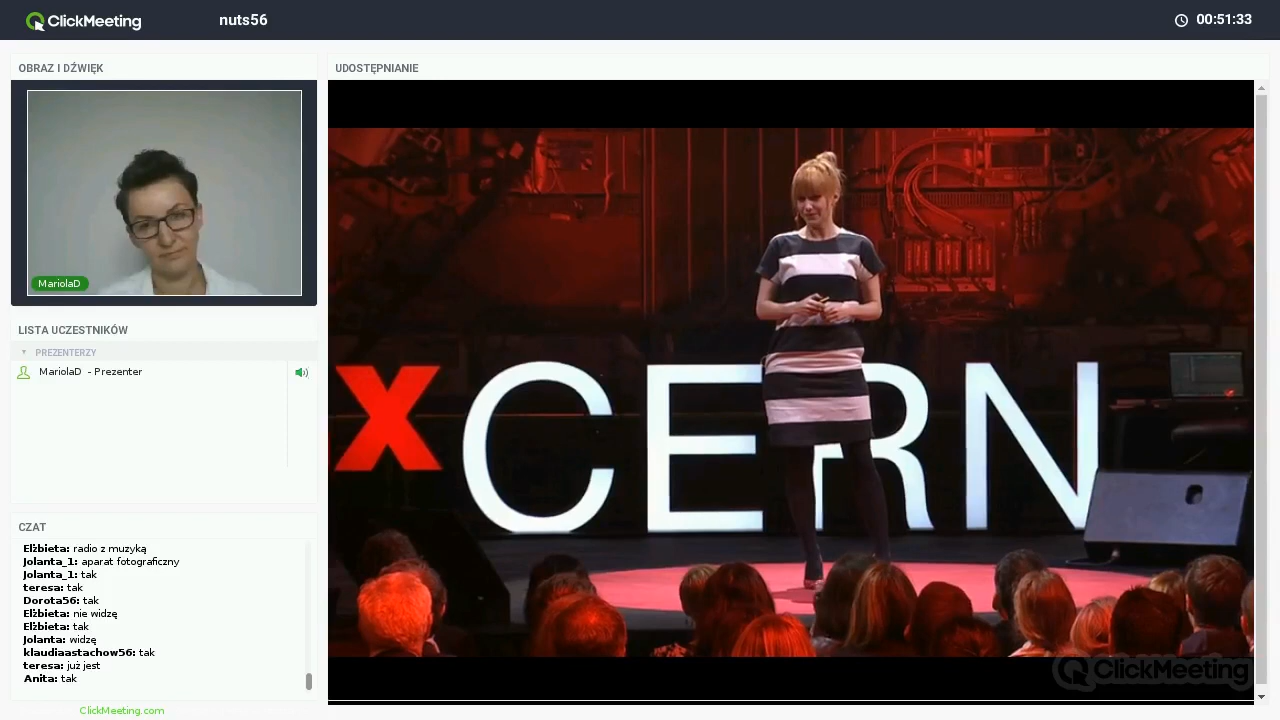 ClickMeeting
nuts56
00:51:33
OBRAZ I DŹWIĘK
MariolaD
LISTA UCZESTNIKÓW
PREZENTERZY
MariolaD - Prezenter
CZAT
Elżbieta: radio z muzyką
Jolanta_1: aparat fotograficzny
Jolanta_1: tak
teresa: tak
Dorota56: tak
Elżbieta: nie widzę
Elżbieta: tak
Jolanta: widzę
klaudiaastachow56: tak
teresa: już jest
Anita: tak
ClickMeeting.com
UDOSTĘPNIANIE
x CERN
ClickMeeting